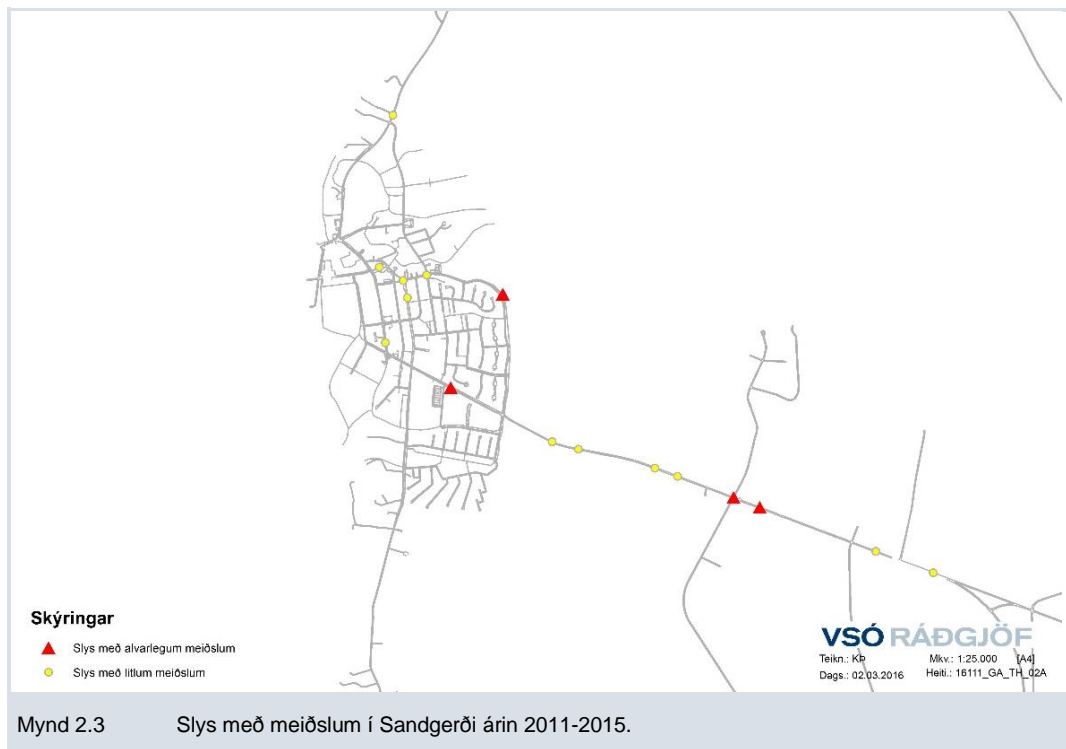 Skýringar
Slys með alvarlegum meiðslum
Slys með litlum meiðslum
VSÓ RÁÐGJÖF
Teikn.: KÞ Mkv.: 1:25.000 [A4]
Dags.: 02.03.2016 Heiti.: 16111_GA_TH_02A
Mynd 2.3 Slys með meiðslum í Sandgerði árin 2011-2015.